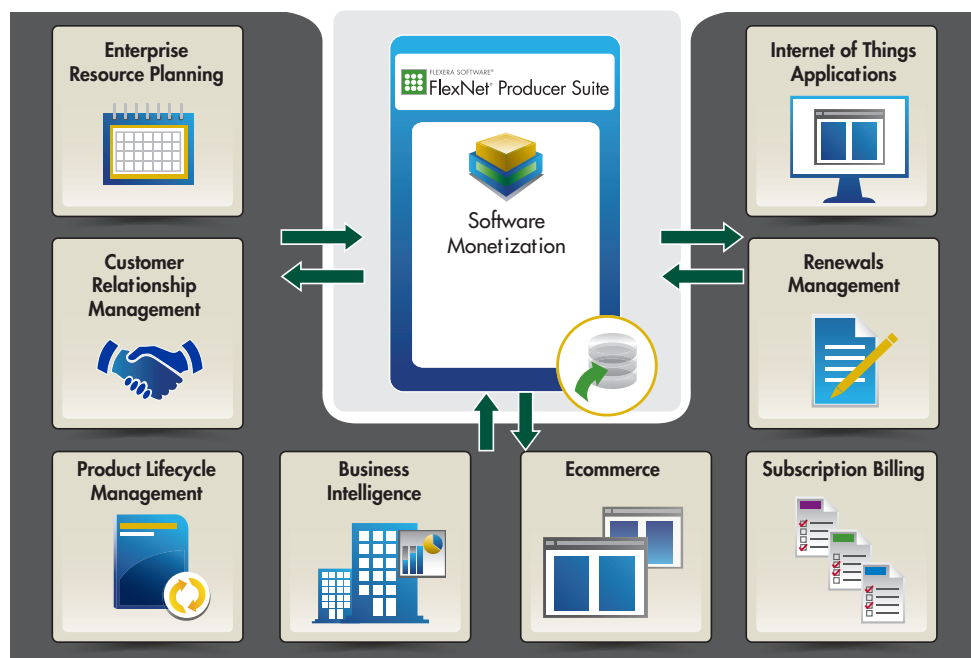 Enterprise
Resource Planning
FLEXERA SOFTWARE®
FlexNet® Producer Suite
Internet of Things
Applications
Software
Monetization
Customer
Relationship
Management
Renewals
Management
Product Lifecycle
Management
Business
Intelligence
Ecommerce
Subscription Billing